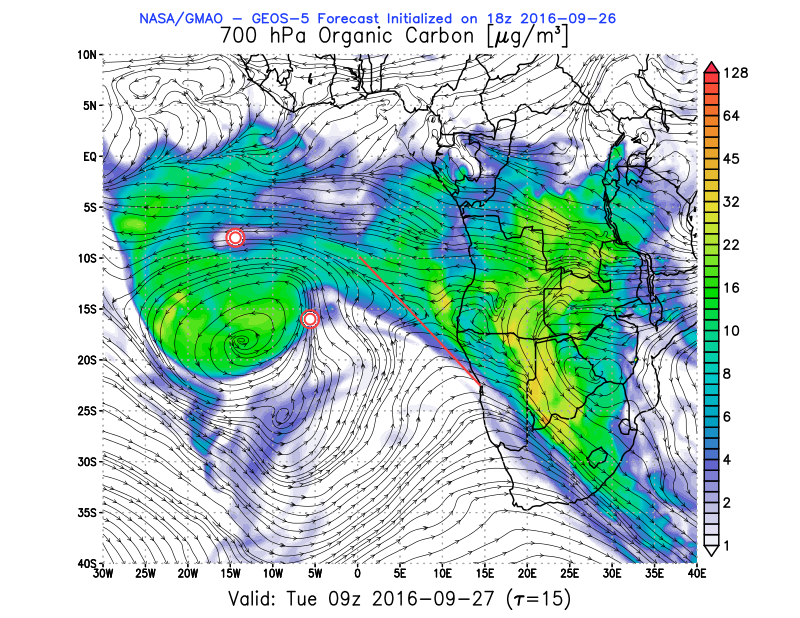 NASA/GMAO - GEOS-5 Forecast Initialized on 18z 2016-09-26
700 hPa Organic Carbon [μg/m³]
10N
5N
EQ
5S
10S
15S
20S
25S
30S
35S
40S
30W 25W 20W 15W 10W 5W 0 5E 10E 15E 20E 25E 30E 35E 40E
128
64
45
32
22
16
10
8
6
4
2
1
Valid: Tue 09z 2016-09-27 (τ=15)